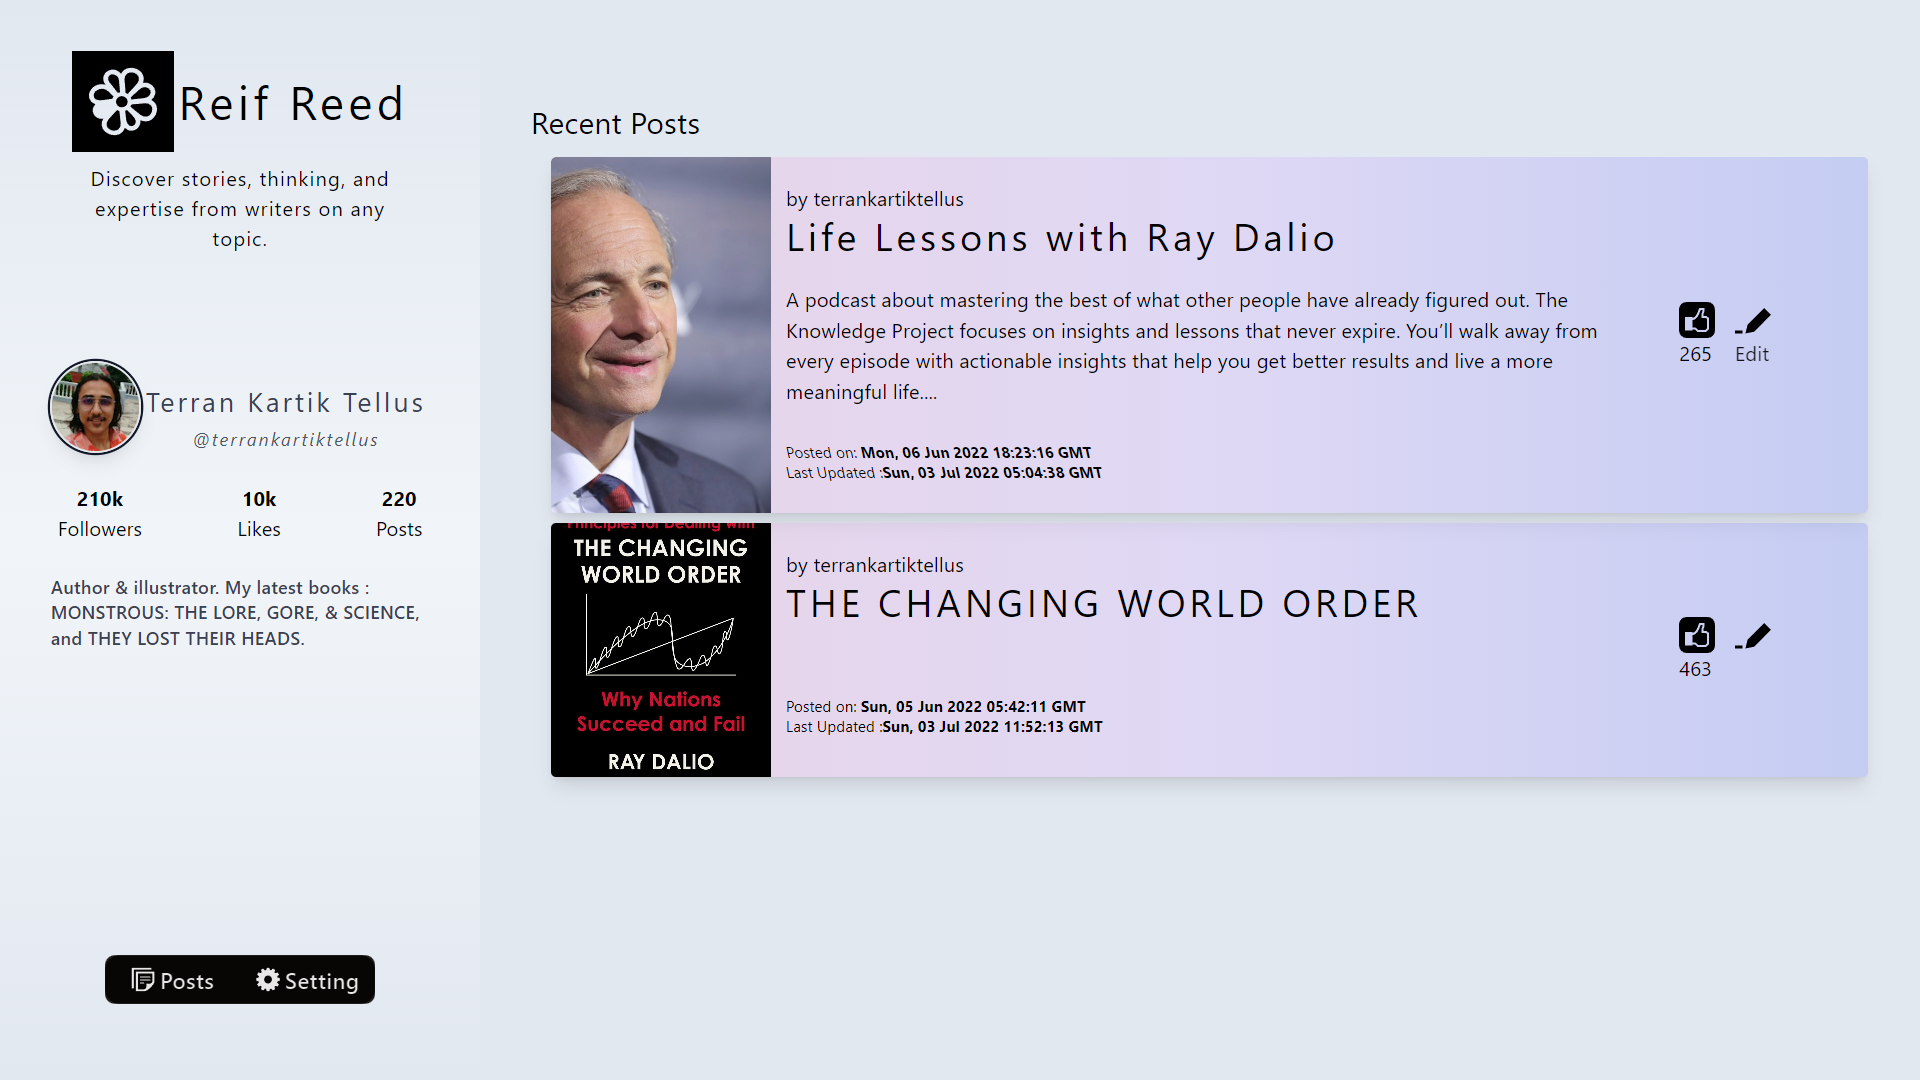 Reif Reed
Discover stories, thinking, and
expertise from writers on any
topic.
Terran Kartik Tellus
@terrankartiktellus
210k
Followers
10k
Likes
220
Posts
Author & illustrator. My latest books :
MONSTROUS: THE LORE, GORE, & SCIENCE,
and THEY LOST THEIR HEADS.
Posts
Setting
Recent Posts
by terrankartiktellus
Life Lessons with Ray Dalio
A podcast about mastering the best of what other people have already figured out. The
Knowledge Project focuses on insights and lessons that never expire. You’ll walk away from
every episode with actionable insights that help you get better results and live a more
meaningful life....
Posted on: Mon, 06 Jun 2022 18:23:16 GMT
Last Updated :Sun, 03 Jul 2022 05:04:38 GMT
265
Edit
Principles for Dealing with
THE CHANGING
WORLD ORDER
Why Nations
Succeed and Fail
RAY DALIO
by terrankartiktellus
THE CHANGING WORLD ORDER
Posted on: Sun, 05 Jun 2022 05:42:11 GMT
Last Updated :Sun, 03 Jul 2022 11:52:13 GMT
463